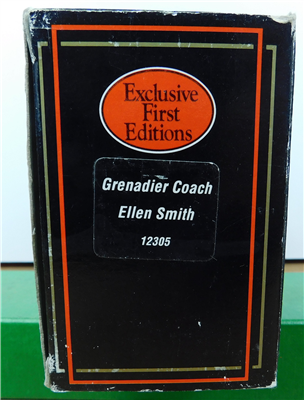 Exclusive
First
Editions
Grenadier Coach
Ellen Smith
12305